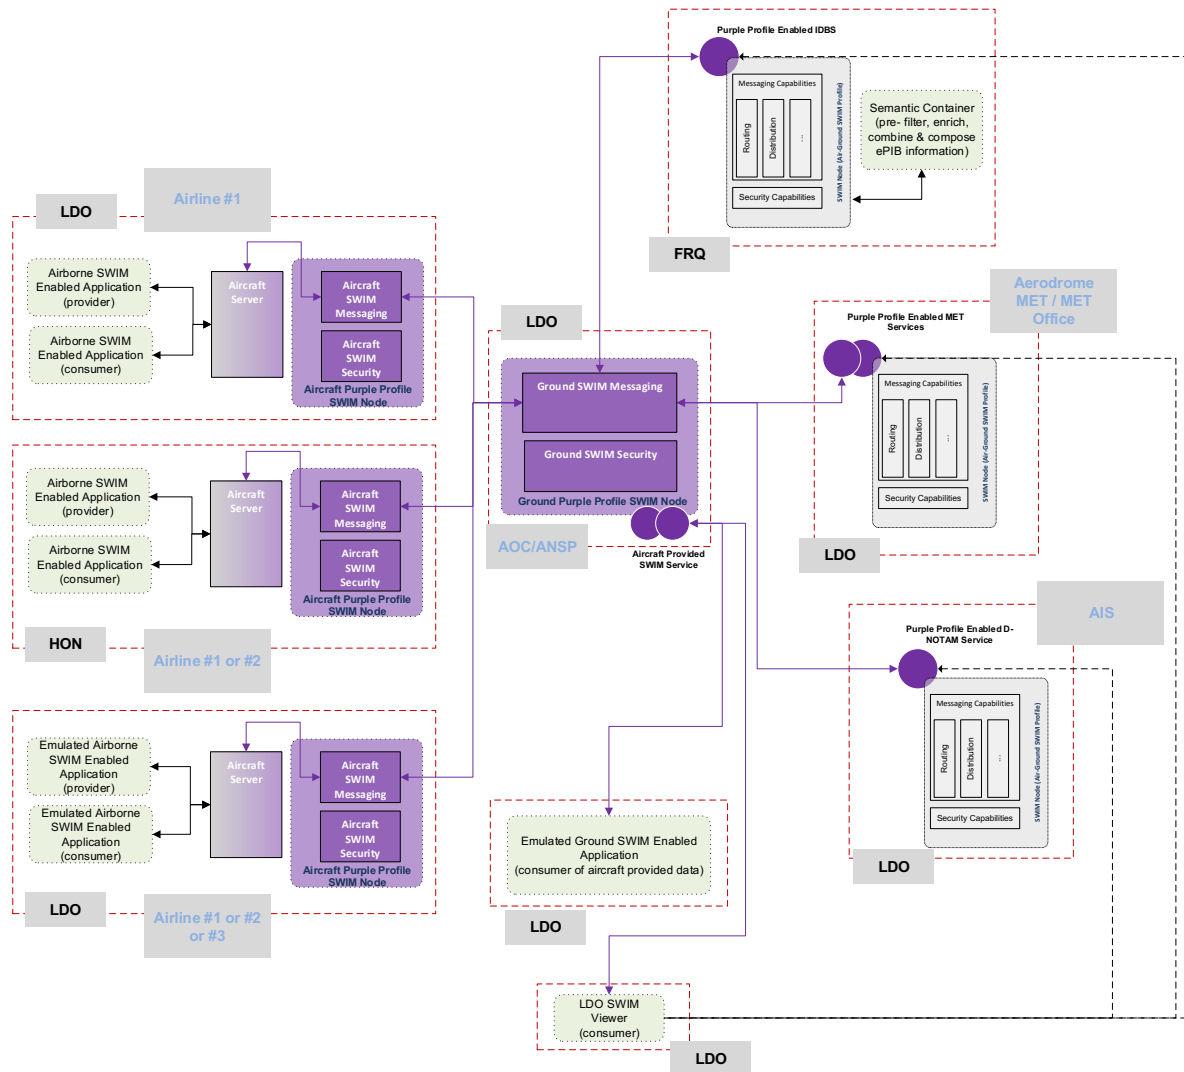 Purple Profile Enabled IDBS
Messaging Capabilities
Routing
Distribution
...
Security Capabilities
SWIM Node (Air-Ground SWIM Profile)
Semantic Container
(pre- filter, enrich,
combine & compose
ePIB information)
FRQ
LDO
Airline #1
Airborne SWIM
Enabled Application
(provider)
Airborne SWIM
Enabled Application
(consumer)
Aircraft
Server
Aircraft
SWIM
Messaging
Aircraft
SWIM
Security
Aircraft Purple Profile
SWIM Node
LDO
Ground SWIM Messaging
Ground SWIM Security
Ground Purple Profile SWIM Node
AOC/ANSP
Aircraft Provided
SWIM Service
Aerodrome
MET / MET
Office
Purple Profile Enabled MET
Services
Messaging Capabilities
Routing
Distribution
...
Security Capabilities
SWIM Node (Air-Ground SWIM Profile)
LDO
Airborne SWIM
Enabled Application
(provider)
Airborne SWIM
Enabled Application
(consumer)
Aircraft
Server
Aircraft
SWIM
Messaging
Aircraft
SWIM
Security
Aircraft Purple Profile
SWIM Node
HON
Airline #1 or #2
AIS
Purple Profile Enabled D-
NOTAM Service
Messaging Capabilities
Routing
Distribution
...
Security Capabilities
SWIM Node (Air-Ground SWIM Profile)
LDO
Emulated Airborne
SWIM Enabled
Application
(provider)
Emulated Airborne
SWIM Enabled
Application
(consumer)
Aircraft
Server
Aircraft
SWIM
Messaging
Aircraft
SWIM
Security
Aircraft Purple Profile
SWIM Node
LDO
Airline #1 or #2
or #3
Emulated Ground SWIM Enabled
Application
(consumer of aircraft provided data)
LDO
LDO SWIM
Viewer
(consumer)
LDO